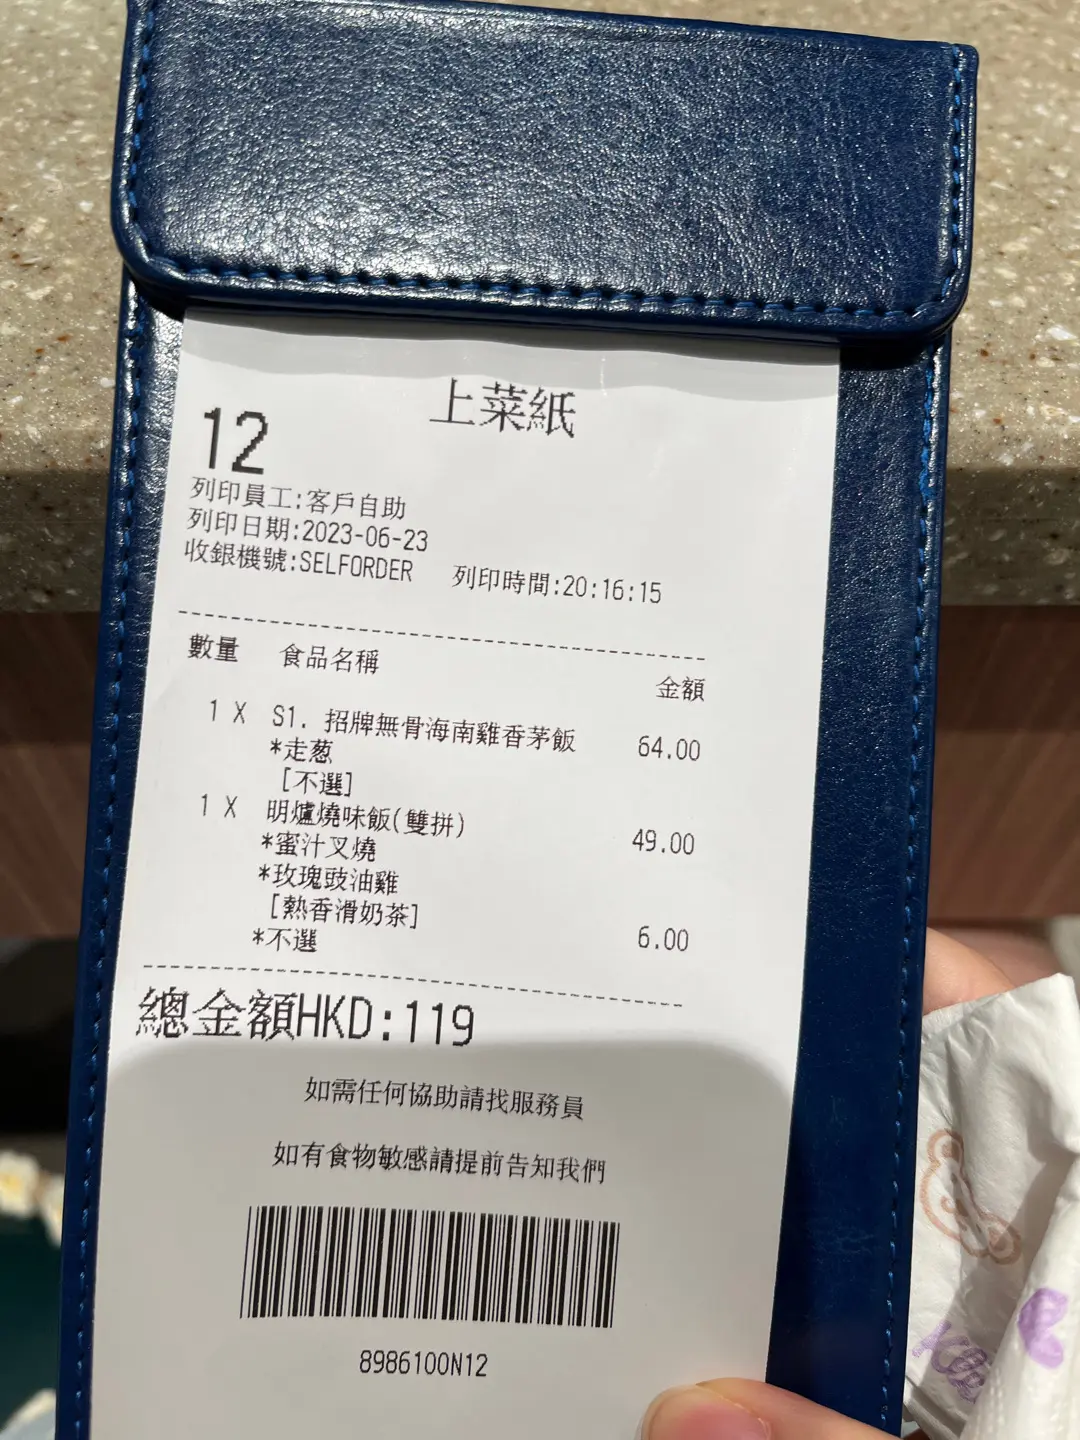 上菜紙
12
列印員工:客戶自助
列印日期:2023-06-23
收銀機號:SELFORDER 列印時間:20:16:15
數量 食品名稱 金額
1 X S1. 招牌無骨海南雞香茅飯 64.00
*走葱
[不選]
1 X 明爐燒味飯(雙拼) 49.00
*蜜汁叉燒
*玫瑰豉油雞
[熱香滑奶茶] 6.00
*不選
總金額HKD:119
如需任何協助請找服務員
如有食物敏感請提前告知我們
8986100N12